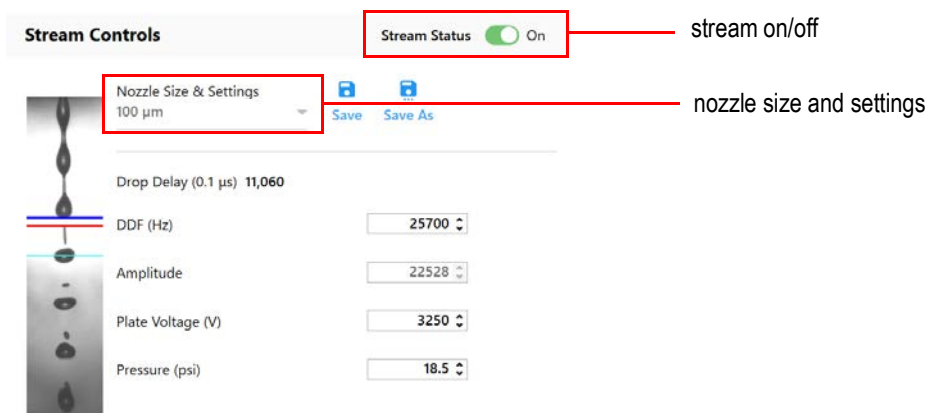 Stream Controls
Stream Status On
stream on/off
Nozzle Size & Settings
100 µm
Save
Save As
nozzle size and settings
Drop Delay (0.1 µs) 11,060
DDF (Hz) 25700
Amplitude 22528
Plate Voltage (V) 3250
Pressure (psi) 18.5